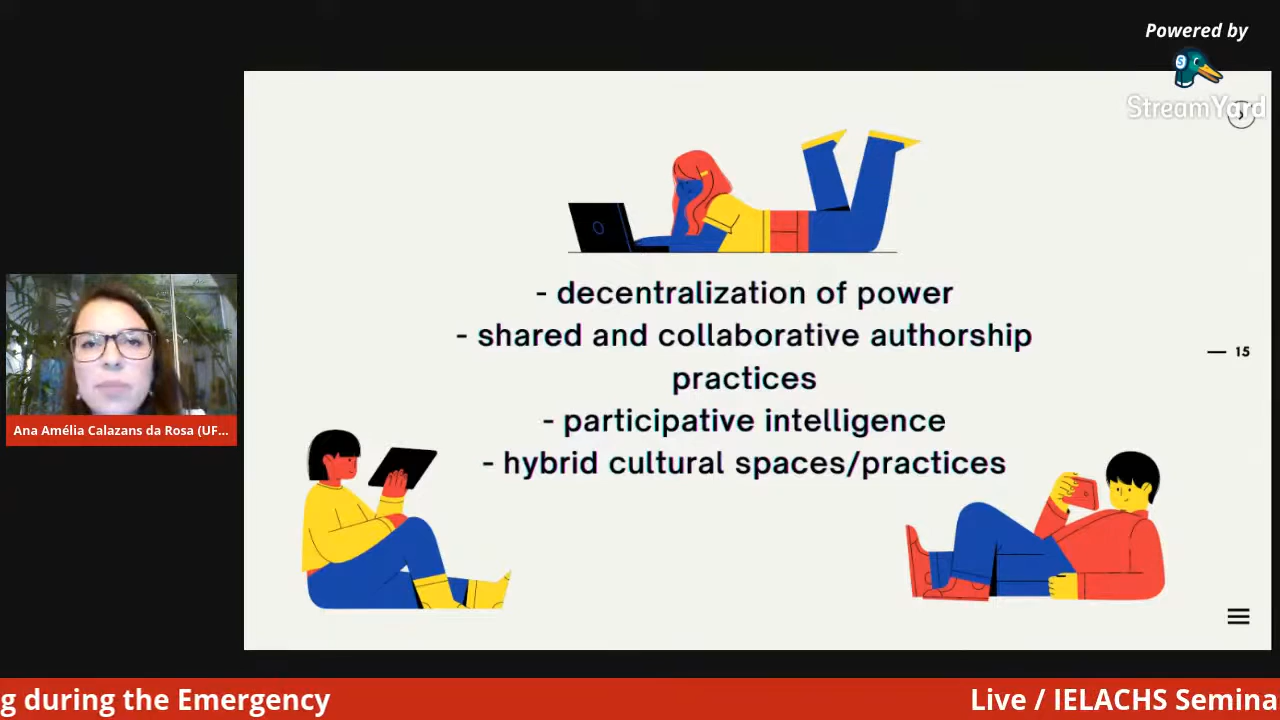 Powered by
StreamYard
- decentralization of power
- shared and collaborative authorship
practices
- participative intelligence
- hybrid cultural spaces/practices
15
Ana Amélia Calazans da Rosa (UF...
g during the Emergency
Live / IELACHS Semina